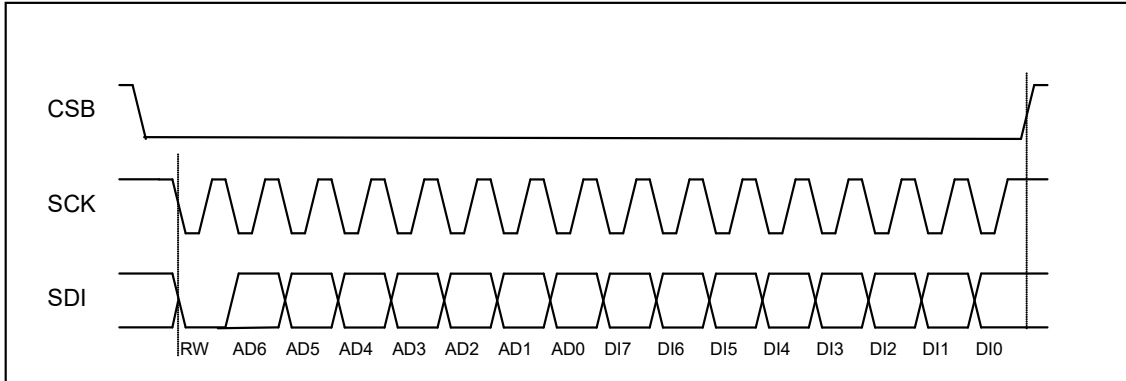 CSB
SCK
SDI
RW AD6 AD5 AD4 AD3 AD2 AD1 AD0 DI7 DI6 DI5 DI4 DI3 DI2 DI1 DI0